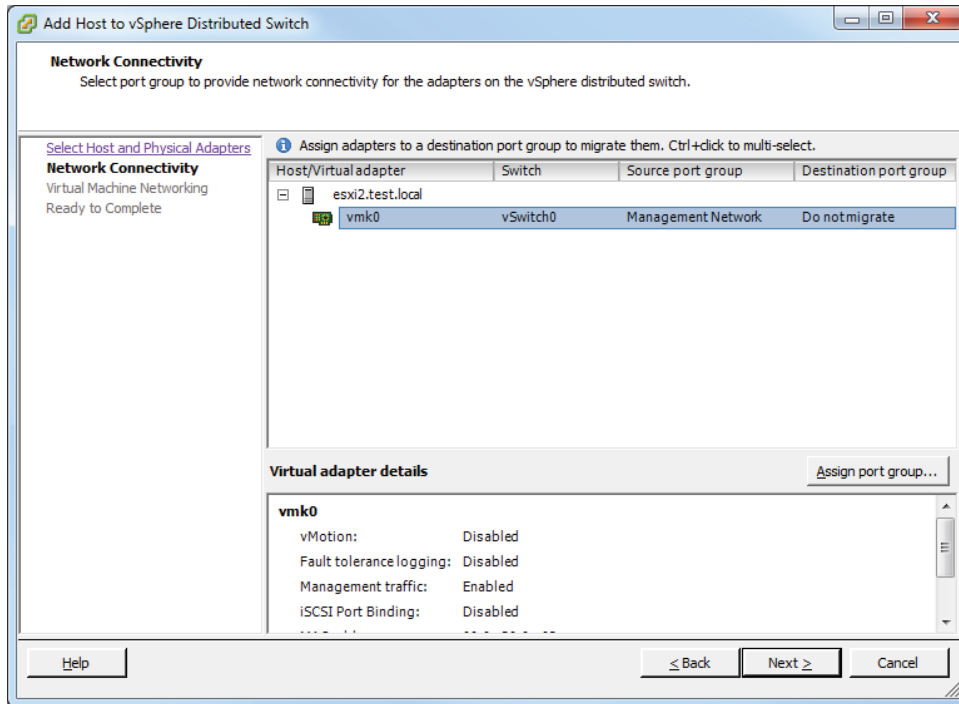 Add Host to vSphere Distributed Switch
Network Connectivity
Select port group to provide network connectivity for the adapters on the vSphere distributed switch.
Select Host and Physical Adapters
Network Connectivity
Virtual Machine Networking
Ready to Complete
Assign adapters to a destination port group to migrate them. Ctrl+click to multi-select.
Host/Virtual adapter Switch Source port group Destination port group
esxi2.test.local
vmk0 vSwitch0 Management Network Do not migrate
Virtual adapter details
Assign port group...
vmk0
vMotion: Disabled
Fault tolerance logging: Disabled
Management traffic: Enabled
iSCSI Port Binding: Disabled
Help < Back Next > Cancel